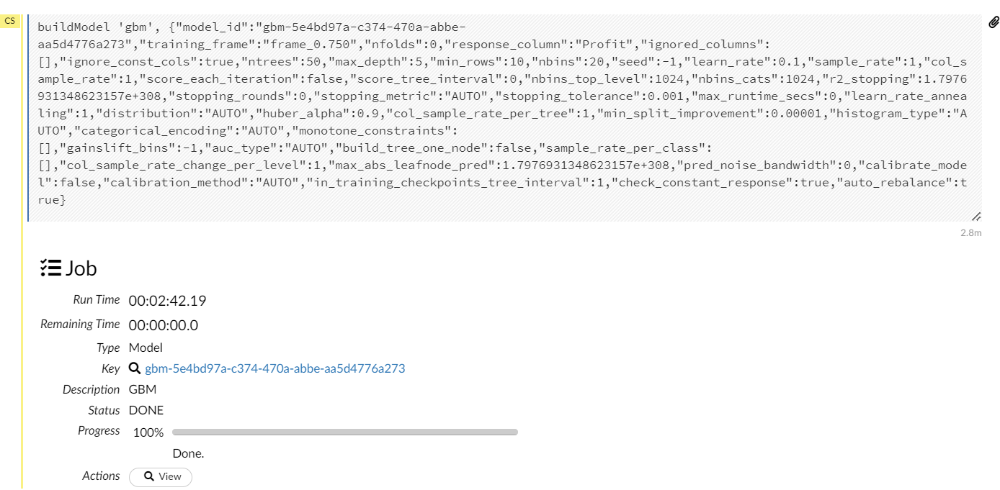 CS
buildModel 'gbm', {"model_id":"gbm-5e4bd97a-c374-470a-abbe-
aa5d4776a273","training_frame":"frame_0.750","nfolds":0,"response_column":"Profit","ignored_columns":
[],"ignore_const_cols":true,"ntrees":50,"max_depth":5,"min_rows":10,"nbins":20,"seed":-1,"learn_rate":0.1,"sample_rate":1,"col_s
ample_rate":1,"score_each_iteration":false,"score_tree_interval":0,"nbins_top_level":1024,"nbins_cats":1024,"r2_stopping":1.7976
931348623157e+308,"stopping_rounds":0,"stopping_metric":"AUTO","stopping_tolerance":0.001,"max_runtime_secs":0,"learn_rate_annea
ling":1,"distribution":"AUTO","huber_alpha":0.9,"col_sample_rate_per_tree":1,"min_split_improvement":0.00001,"histogram_type":"A
UTO","categorical_encoding":"AUTO","monotone_constraints":
[],"gainslift_bins":-1,"auc_type":"AUTO","build_tree_one_node":false,"sample_rate_per_class":
[],"col_sample_rate_change_per_level":1,"max_abs_leafnode_pred":1.7976931348623157e+308,"pred_noise_bandwidth":0,"calibrate_mode
l":false,"calibration_method":"AUTO","in_training_checkpoints_tree_interval":1,"check_constant_response":true,"auto_rebalance":t
rue}
2.8m
Job
Run Time 00:02:42.19
Remaining Time 00:00:00.0
Type Model
Key gbm-5e4bd97a-c374-470a-abbe-aa5d4776a273
Description GBM
Status DONE
Progress 100%
Done.
Actions View